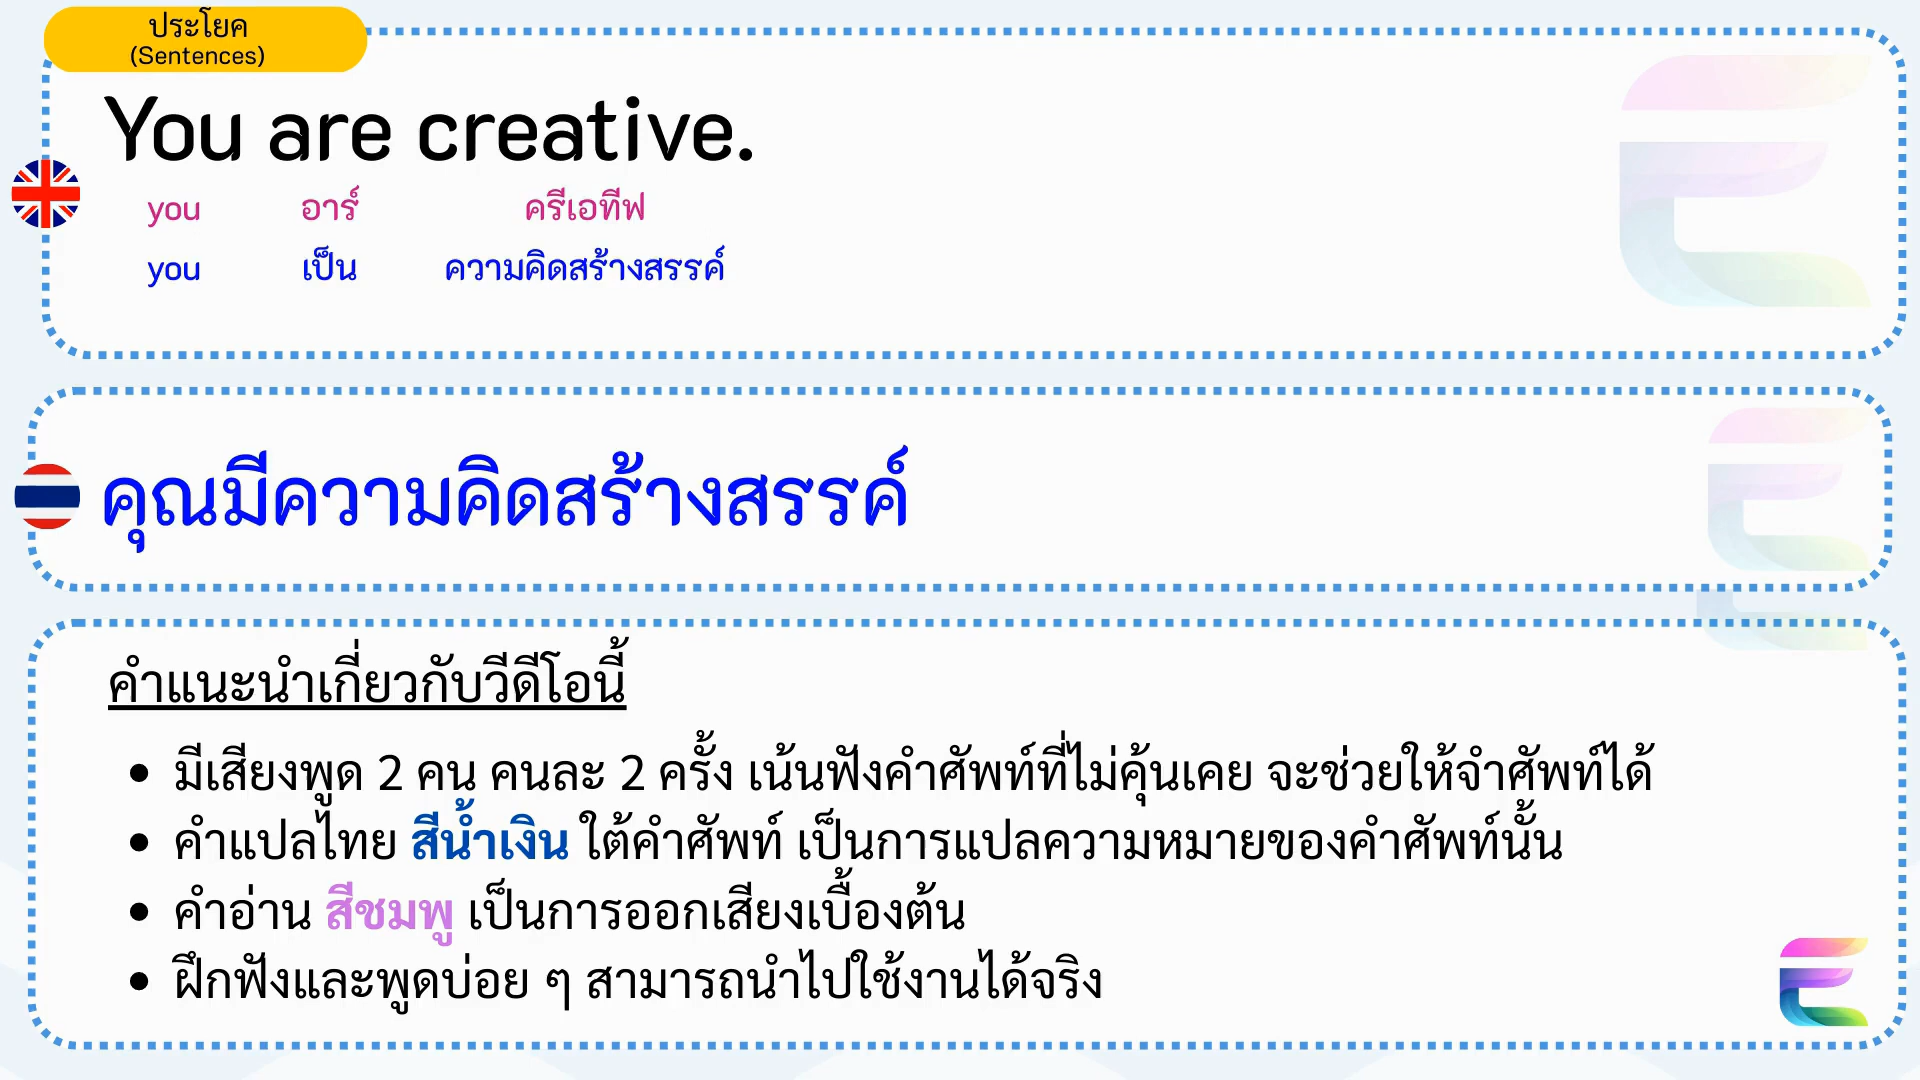 ประโยค
(Sentences)
You are creative.
you อาร์ ครีเอทีฟ
you เป็น ความคิดสร้างสรรค์
คุณมีความคิดสร้างสรรค์
คำแนะนำเกี่ยวกับวีดีโอนี้
• มีเสียงพูด 2 คน คนละ 2 ครั้ง เน้นฟังคำศัพท์ที่ไม่คุ้นเคย จะช่วยให้จำศัพท์ได้
• คำแปลไทย สีน้ำเงิน ใต้คำศัพท์ เป็นการแปลความหมายของคำศัพท์นั้น
• คำอ่าน สีชมพู เป็นการออกเสียงเบื้องต้น
• ฝึกฟังและพูดบ่อย ๆ สามารถนำไปใช้งานได้จริง